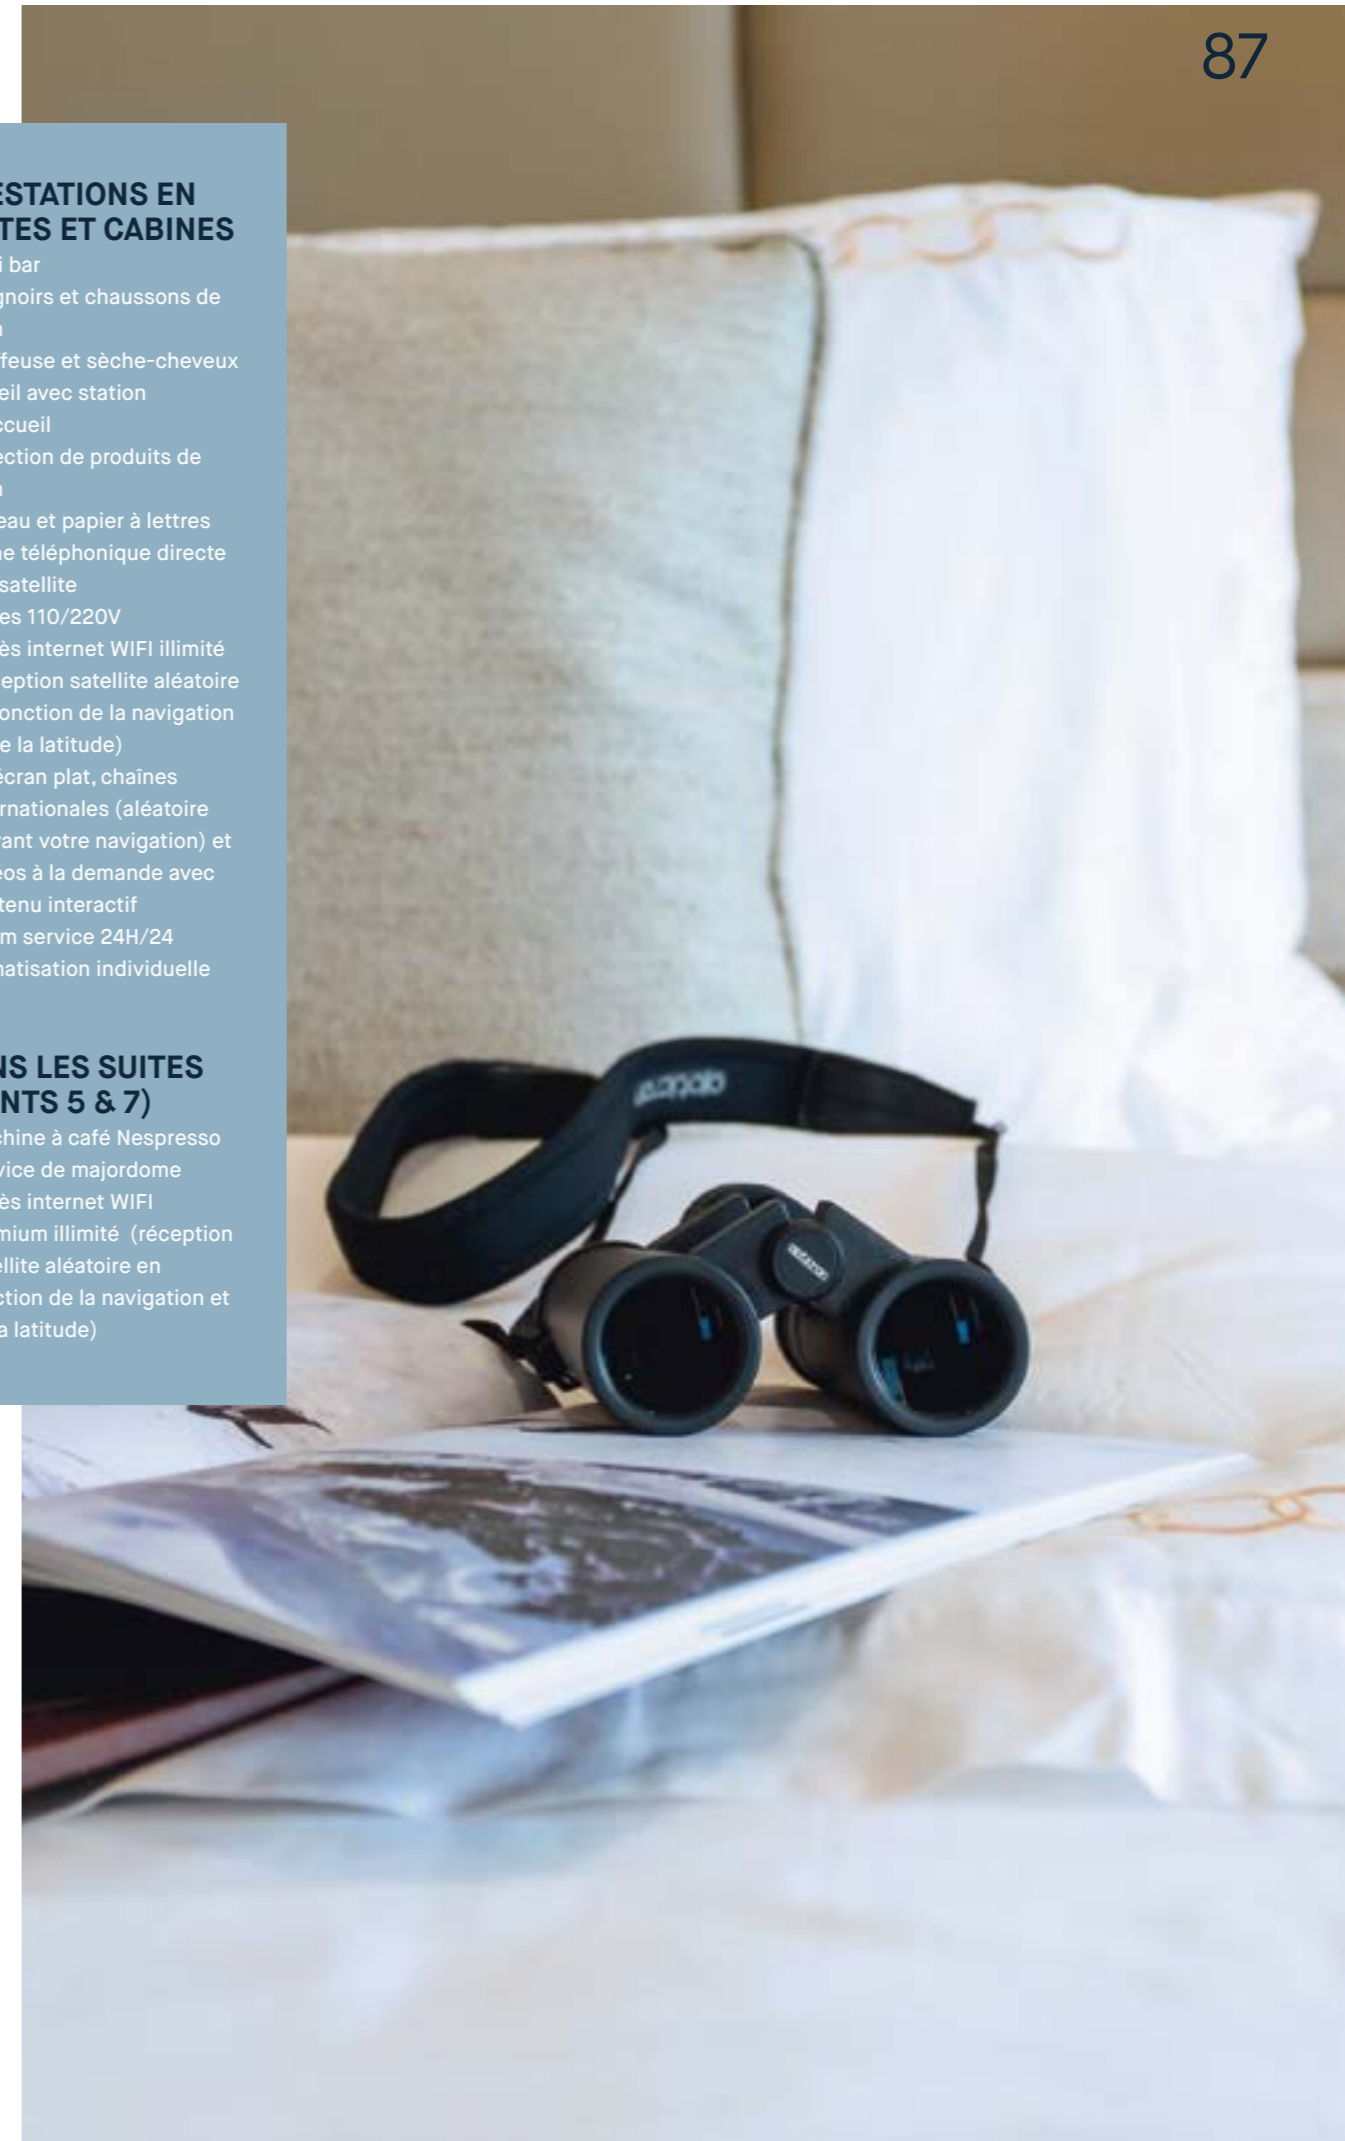 87
ESTATIONS EN
TES ET CABINES
i bar
gnoirs et chaussons de
n
ffeuse et sèche-cheveux
eil avec station
ccueil
ection de produits de
n
eau et papier à lettres
ne téléphonique directe
satellite
es 110/220V
ès internet WIFI illimité
eption satellite aléatoire
onction de la navigation
e la latitude)
écran plat, chaînes
rnationales (aléatoire
vant votre navigation) et
éos à la demande avec
tenu interactif
m service 24H/24
natisation individuelle
NS LES SUITES
NTS 5 & 7)
chine à café Nespresso
vice de majordome
ès internet WIFI
mium illimité (réception
ellite aléatoire en
ction de la navigation et
a latitude)